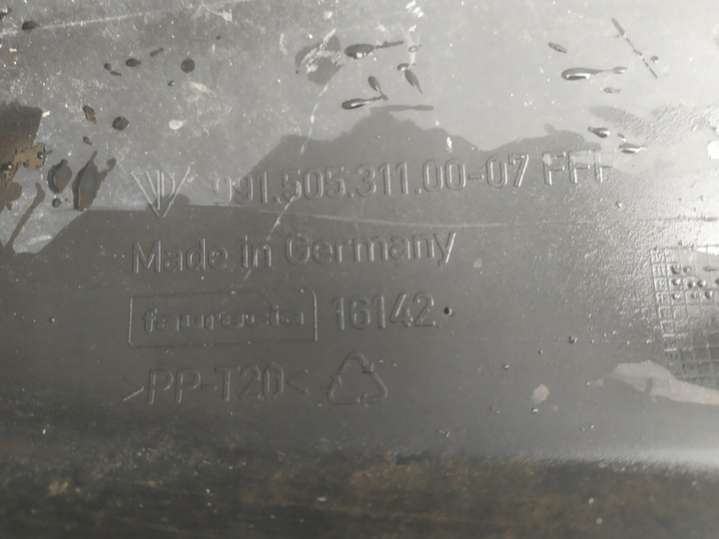 991.505.311.00-07 FFF
Made in Germany
faurecia 16142
>PP-T20<